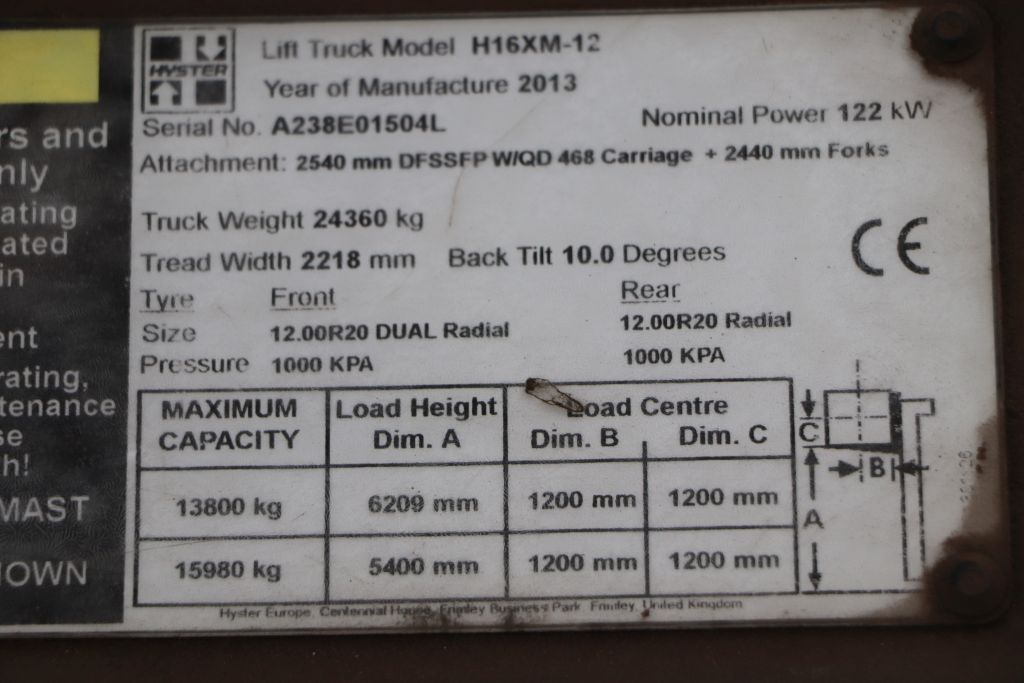 rs and
nly
ating
ated
in
ent
rating,
tenance
se
h!
MAST
HOWN
HYSTER
Lift Truck Model H16XM-12
Year of Manufacture 2013
Serial No. A238E01504L
Nominal Power 122 kW
Attachment: 2540 mm DFSSFP W/QD 468 Carriage + 2440 mm Forks
Truck Weight 24360 kg
CE
Tread Width 2218 mm Back Tilt 10.0 Degrees
Tyre Front Rear
Size 12.00R20 DUAL Radial 12.00R20 Radial
Pressure 1000 KPA 1000 KPA
MAXIMUM CAPACITY Load Height Dim. A Load Centre Dim. B Dim. C
13800 kg 6209 mm 1200 mm 1200 mm
15980 kg 5400 mm 1200 mm 1200 mm
C
B
A
Hyster Europe, Centennial House, Frimley Business Park, Frimley, United Kingdom